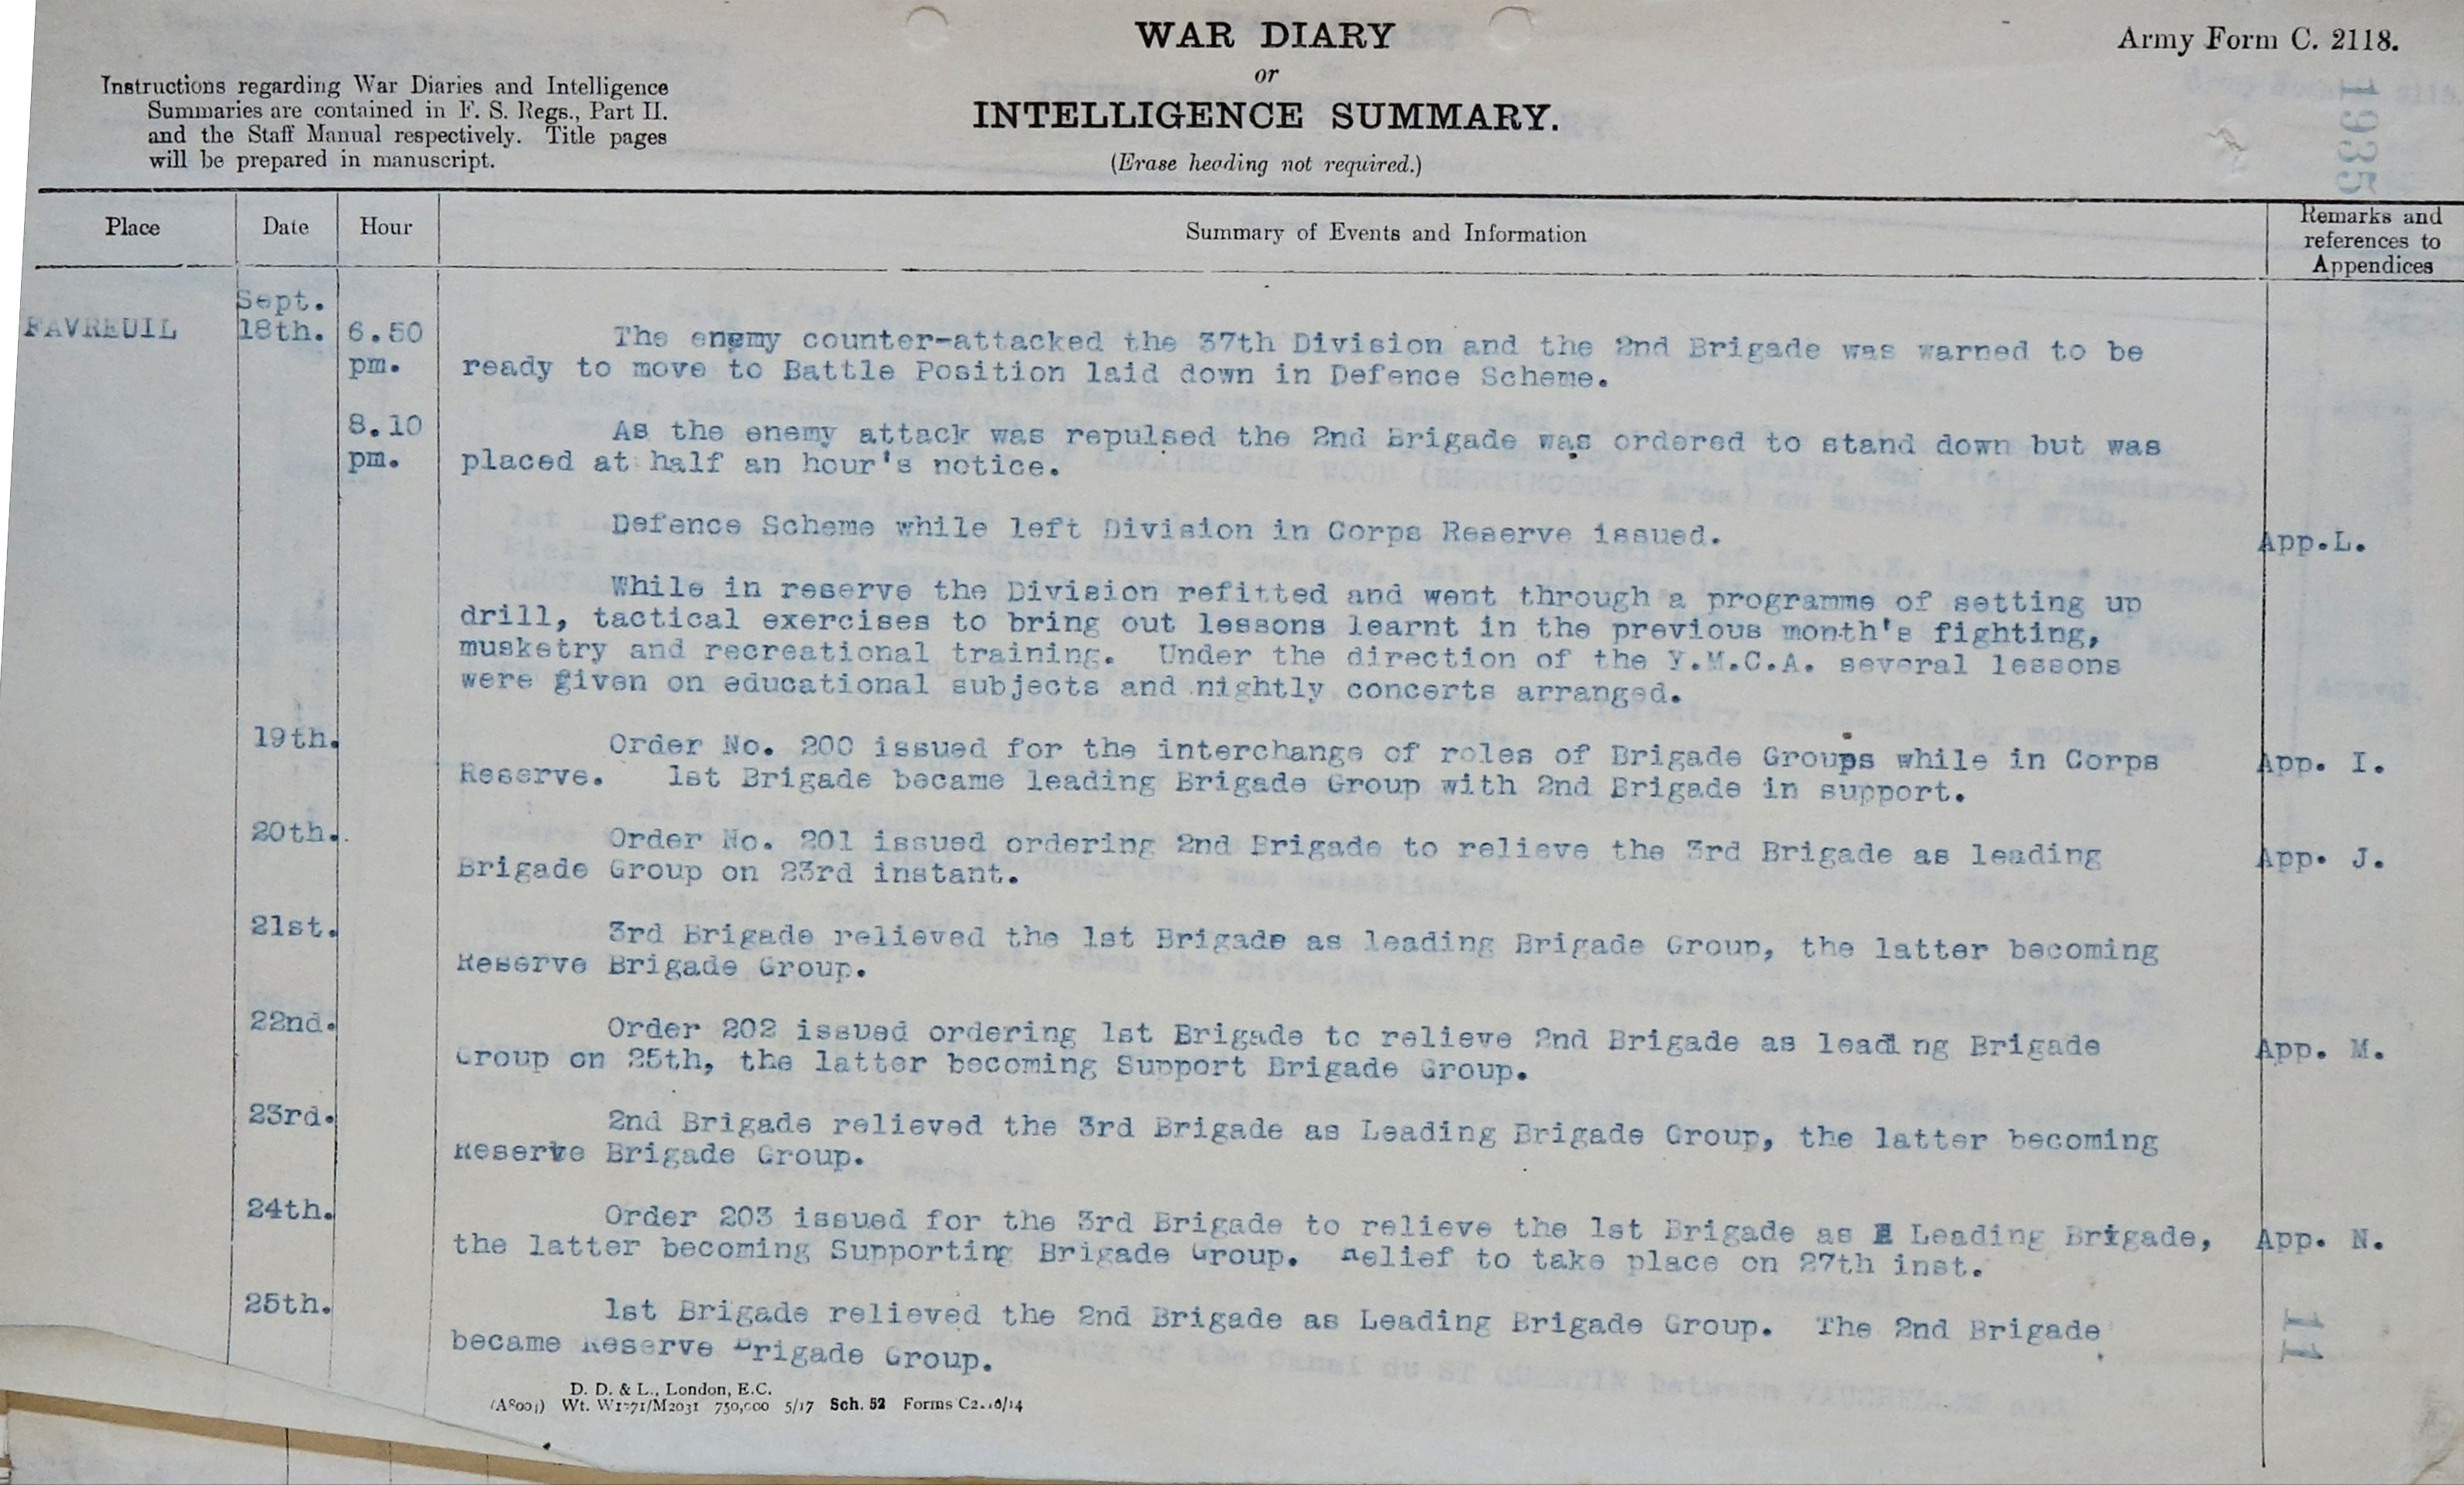 WAR DIARY
or
INTELLIGENCE SUMMARY.
(Erase heading not required.)
Army Form C. 2118.
Instructions regarding War Diaries and Intelligence
Summaries are contained in F. S. Regs., Part II.
and the Staff Manual respectively. Title pages
will be prepared in manuscript.
1935
Place Date Hour Summary of Events and Information Remarks and
references to
Appendices
Sept.
FAVREUIL 18th. 6.50 The enemy counter-attacked the 37th Division and the 2nd Brigade was warned to be
pm. ready to move to Battle Position laid down in Defence Scheme.
8.10 As the enemy attack was repulsed the 2nd Brigade was ordered to stand down but was
pm. placed at half an hour's notice.
Defence Scheme while left Division in Corps Reserve issued. App.L.
While in reserve the Division refitted and went through a programme of setting up
drill, tactical exercises to bring out lessons learnt in the previous month's fighting,
musketry and recreational training. Under the direction of the Y.M.C.A. several lessons
were given on educational subjects and nightly concerts arranged.
19th. Order No. 200 issued for the interchange of roles of Brigade Groups while in Corps App. I.
Reserve. 1st Brigade became leading Brigade Group with 2nd Brigade in support.
20th. Order No. 201 issued ordering 2nd Brigade to relieve the 3rd Brigade as leading App. J.
Brigade Group on 23rd instant.
21st. 3rd Brigade relieved the 1st Brigade as leading Brigade Group, the latter becoming
Reserve Brigade Group.
22nd. Order 202 issued ordering 1st Brigade to relieve 2nd Brigade as leadi ng Brigade App. M.
Group on 25th, the latter becoming Support Brigade Group.
23rd. 2nd Brigade relieved the 3rd Brigade as Leading Brigade Group, the latter becoming
Reserve Brigade Group.
24th. Order 203 issued for the 3rd Brigade to relieve the 1st Brigade as Leading Brigade, App. N.
the latter becoming Supporting Brigade Group. Relief to take place on 27th inst.
25th. 1st Brigade relieved the 2nd Brigade as Leading Brigade Group. The 2nd Brigade
became Reserve Brigade Group.
11
D. D. & L., London, E.C.
Wt. 750,000 5/17 Sch. 52 Forms